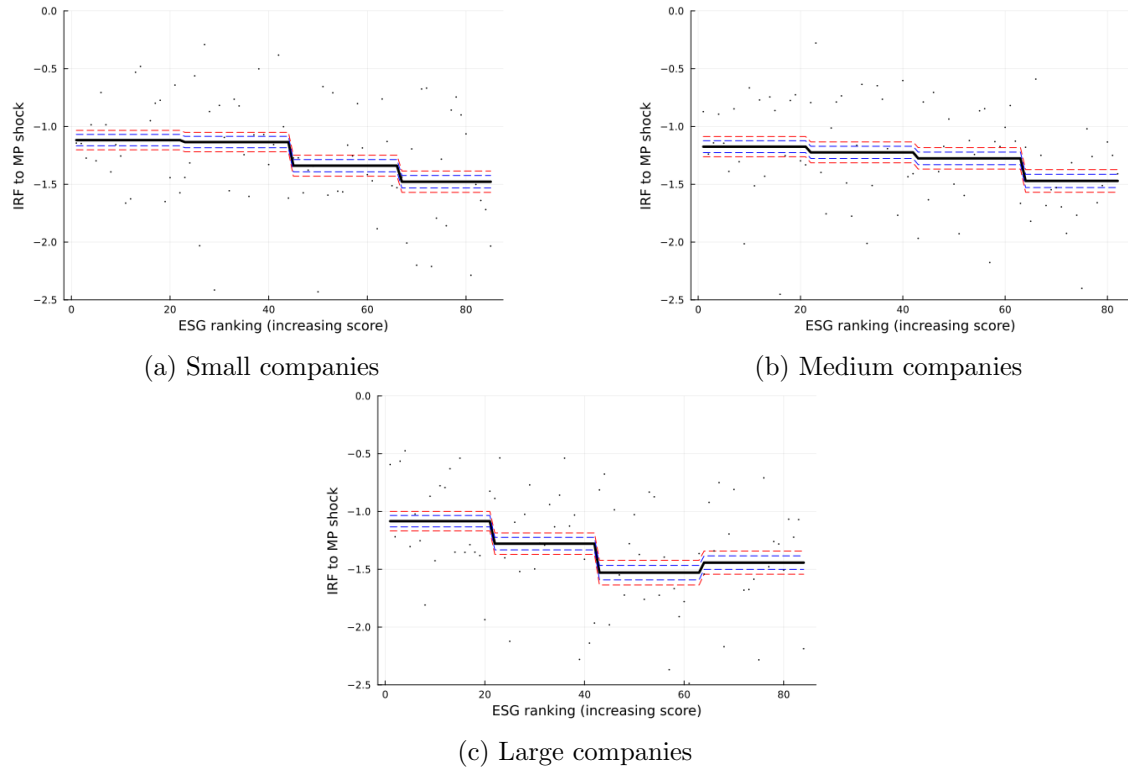 0.0
−0.5
−1.0
−1.5
−2.0
−2.5
IRF to MP shock
0 20 40 60 80
ESG ranking (increasing score)
(a) Small companies
0.0
−0.5
−1.0
−1.5
−2.0
−2.5
IRF to MP shock
0 20 40 60 80
ESG ranking (increasing score)
(b) Medium companies
0.0
−0.5
−1.0
−1.5
−2.0
−2.5
IRF to MP shock
0 20 40 60 80
ESG ranking (increasing score)
(c) Large companies